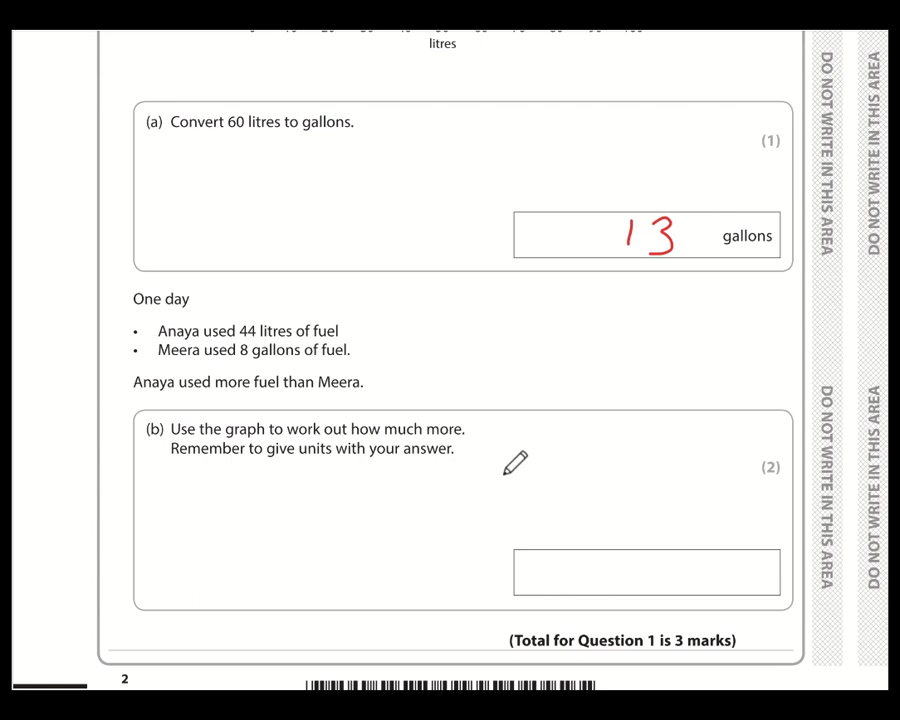 litres
(a) Convert 60 litres to gallons.
(1)
13 gallons
One day
• Anaya used 44 litres of fuel
• Meera used 8 gallons of fuel.
Anaya used more fuel than Meera.
(b) Use the graph to work out how much more.
Remember to give units with your answer.
(2)
(Total for Question 1 is 3 marks)
2
DO NOT WRITE IN THIS AREA
DO NOT WRITE IN THIS AREA
DO NOT WRITE IN THIS AREA
DO NOT WRITE IN THIS AREA